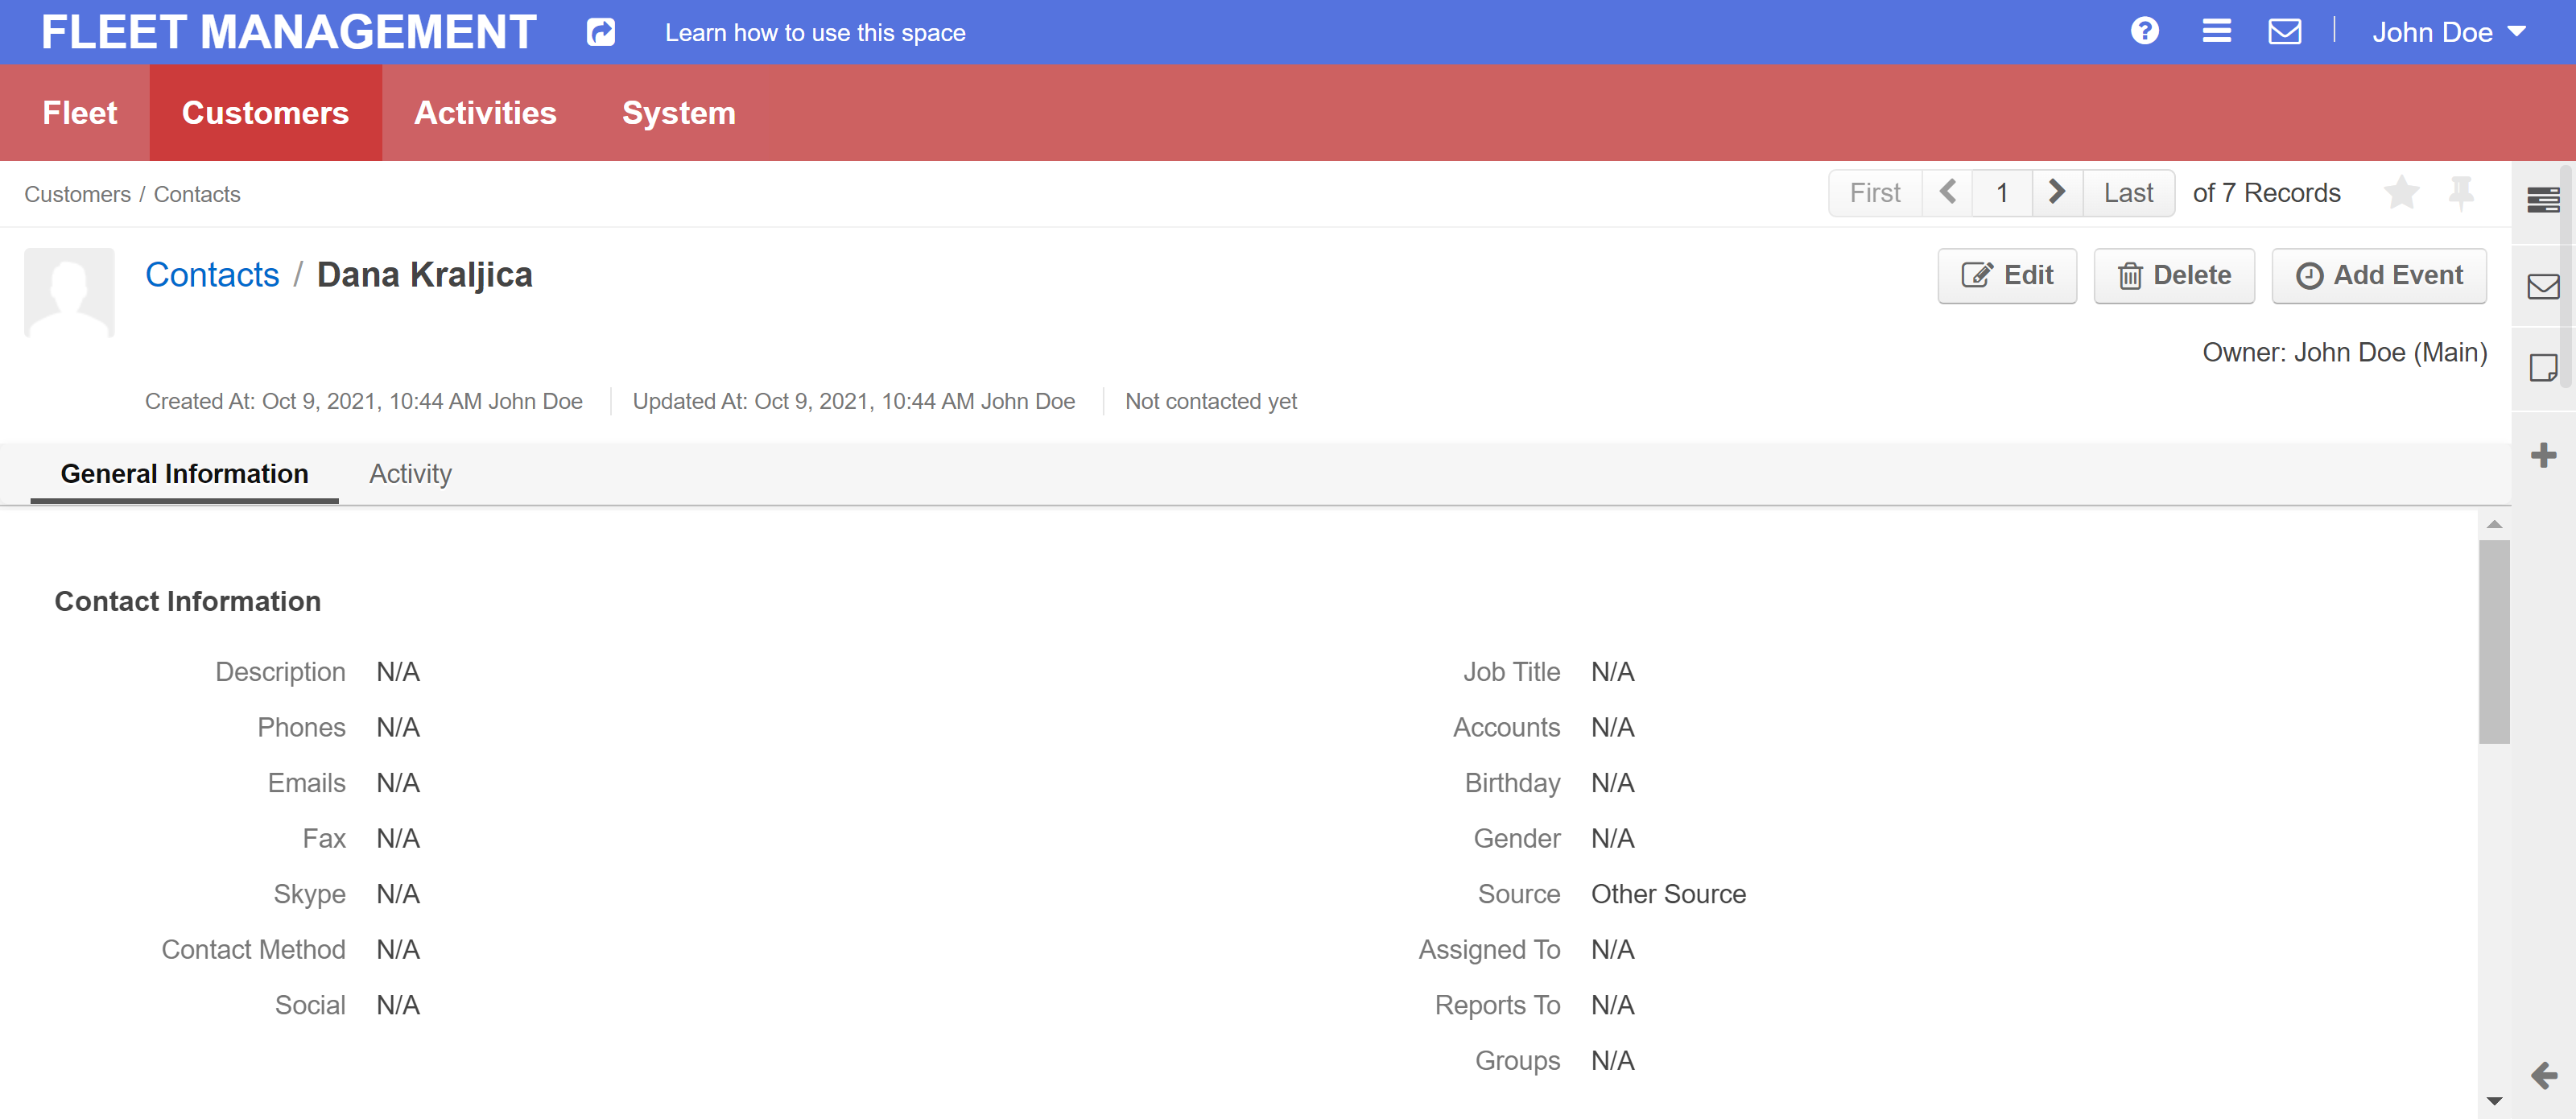 FLEET MANAGEMENT Learn how to use this space John Doe
Fleet Customers Activities System
Customers / Contacts First 1 Last of 7 Records
Contacts / Dana Kraljica Edit Delete Add Event
Owner: John Doe (Main)
Created At: Oct 9, 2021, 10:44 AM John Doe Updated At: Oct 9, 2021, 10:44 AM John Doe Not contacted yet
General Information Activity
Contact Information
Description N/A Job Title N/A
Phones N/A Accounts N/A
Emails N/A Birthday N/A
Fax N/A Gender N/A
Skype N/A Source Other Source
Contact Method N/A Assigned To N/A
Social N/A Reports To N/A
Groups N/A